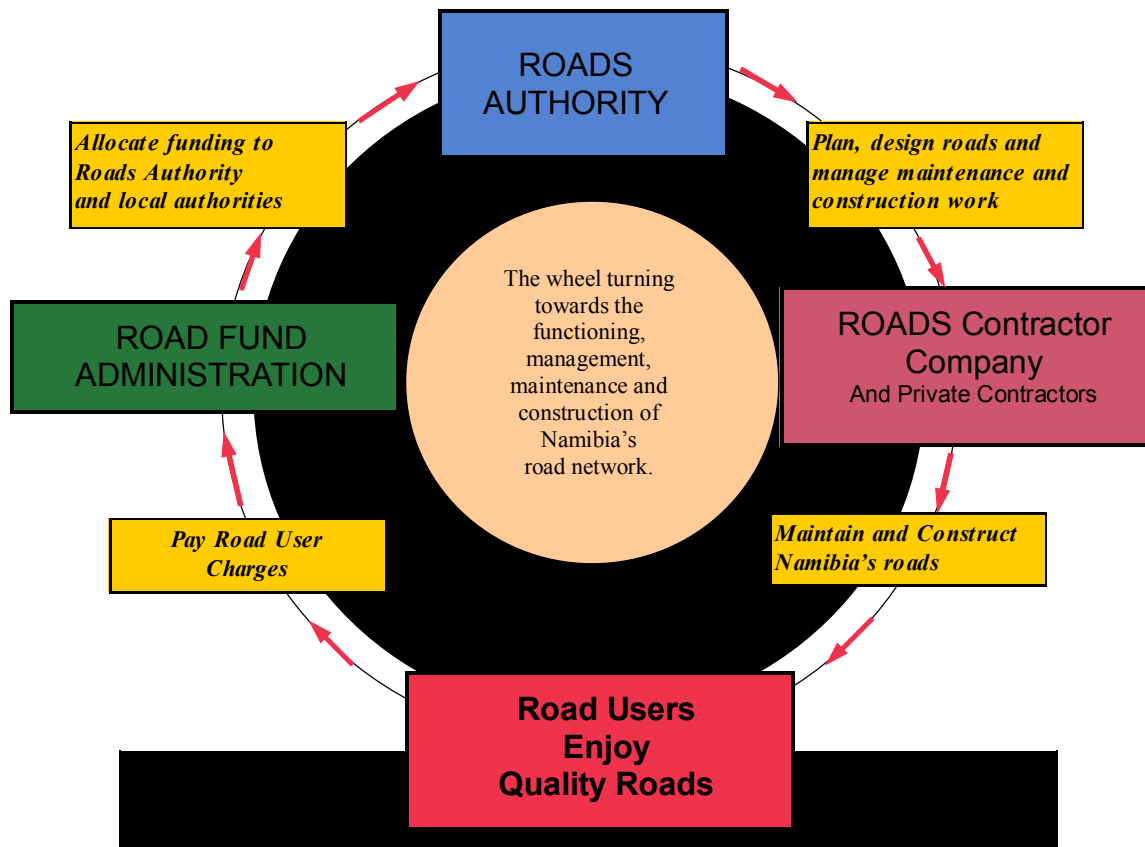 ROADS
AUTHORITY
Allocate funding to
Roads Authority
and local authorities
Plan, design roads and
manage maintenance and
construction work
The wheel turning
towards the
functioning,
management,
maintenance and
construction of
Namibia’s
road network.
ROAD FUND
ADMINISTRATION
ROADS Contractor
Company
And Private Contractors
Pay Road User
Charges
Maintain and Construct
Namibia’s roads
Road Users
Enjoy
Quality Roads